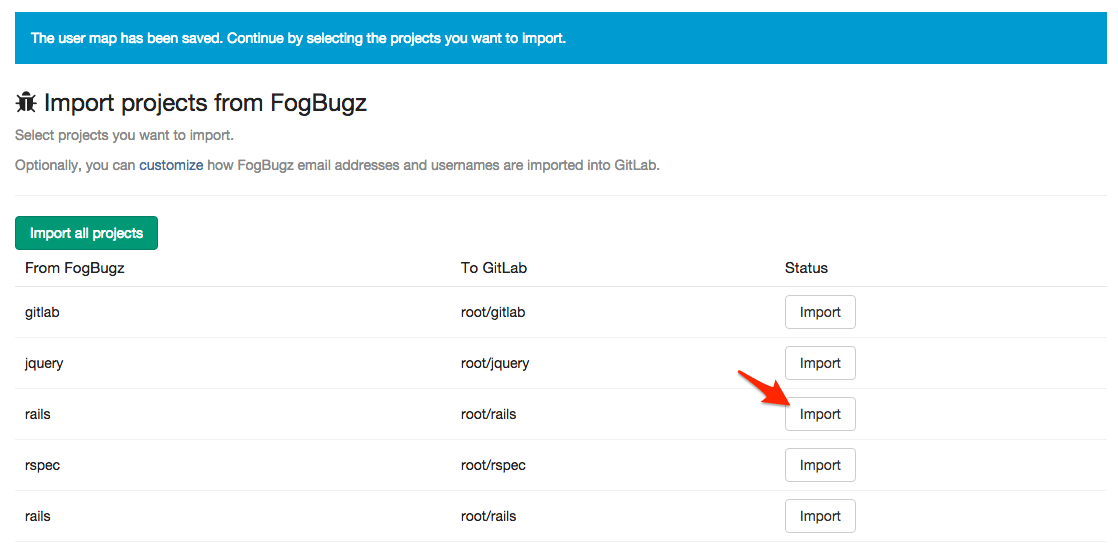 The user map has been saved. Continue by selecting the projects you want to import.
Import projects from FogBugz
Select projects you want to import.
Optionally, you can customize how FogBugz email addresses and usernames are imported into GitLab.
Import all projects
From FogBugz To GitLab Status
gitlab root/gitlab Import
jquery root/jquery Import
rails root/rails Import
rspec root/rspec Import
rails root/rails Import